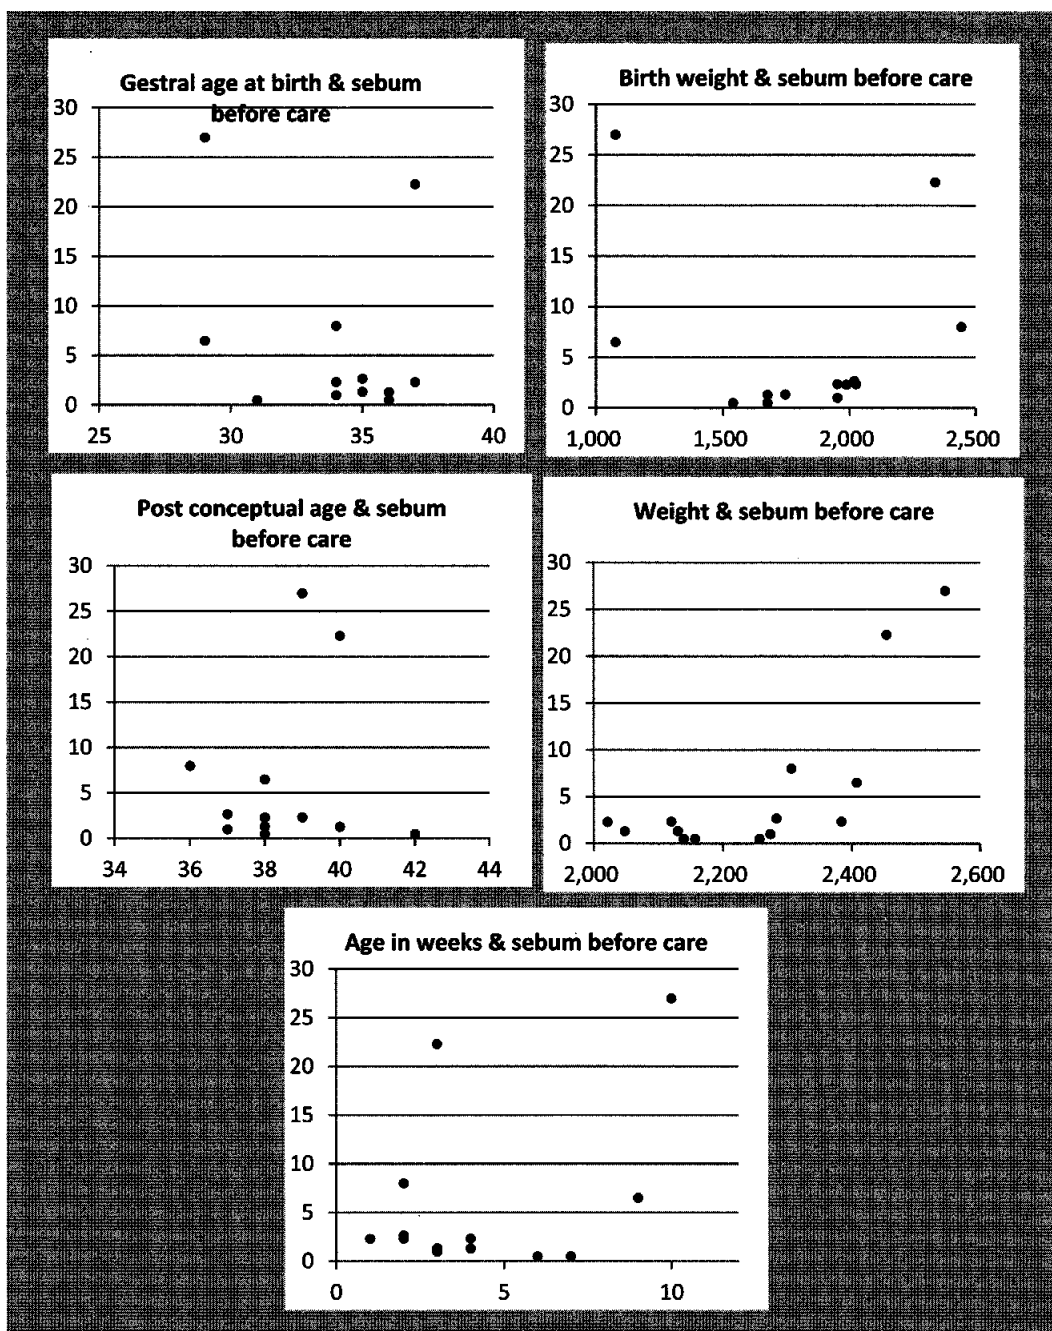 Gestral age at birth & sebum
before care
30
25
20
15
10
5
0
25 30 35 40
Birth weight & sebum before care
30
25
20
15
10
5
0
1,000 1,500 2,000 2,500
Post conceptual age & sebum
before care
30
25
20
15
10
5
0
34 36 38 40 42 44
Weight & sebum before care
30
25
20
15
10
5
0
2,000 2,200 2,400 2,600
Age in weeks & sebum before care
30
25
20
15
10
5
0
0 5 10